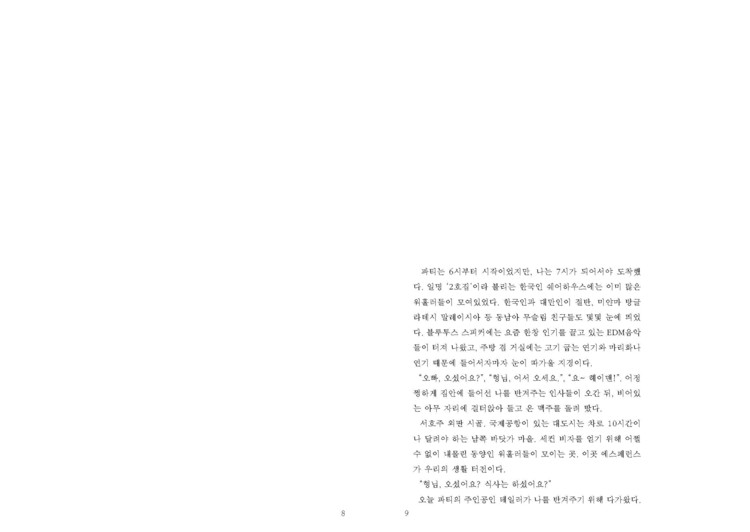 파티는 6시부터 시작이었지만, 나는 7시가 되어서야 도착했
다. 일명 '2호집'이라 불리는 한국인 쉐어하우스에는 이미 많은
워홀러들이 모여있었다. 한국인과 대만인이 절반, 미얀마 방글
라데시 말레이시아 등 동남아 무슬림 친구들도 몇몇 눈에 띄었
다. 블루투스 스피커에는 요즘 한창 인기를 끌고 있는 EDM음악
들이 터져 나왔고, 주방 겸 거실에는 고기 굽는 연기와 마리화나
연기 때문에 들어서자마자 눈이 따가울 지경이다.
"오빠, 오셨어요?", "형님, 어서 오세요.", "요~ 헤이맨!". 어정
쩡하게 집안에 들어선 나를 반겨주는 인사들이 오간 뒤, 비어있
는 아무 자리에 걸터앉아 들고 온 맥주를 돌려 땄다.
서호주 외딴 시골. 국제공항이 있는 대도시는 차로 10시간이
나 달려야 하는 남쪽 바닷가 마을. 세컨 비자를 얻기 위해 어쩔
수 없이 내몰린 동양인 워홀러들이 모이는 곳. 이곳 에스페런스
가 우리의 생활 터전이다.
"형님, 오셨어요? 식사는 하셨어요?"
오늘 파티의 주인공인 테일러가 나를 반겨주기 위해 다가왔다.
8
9